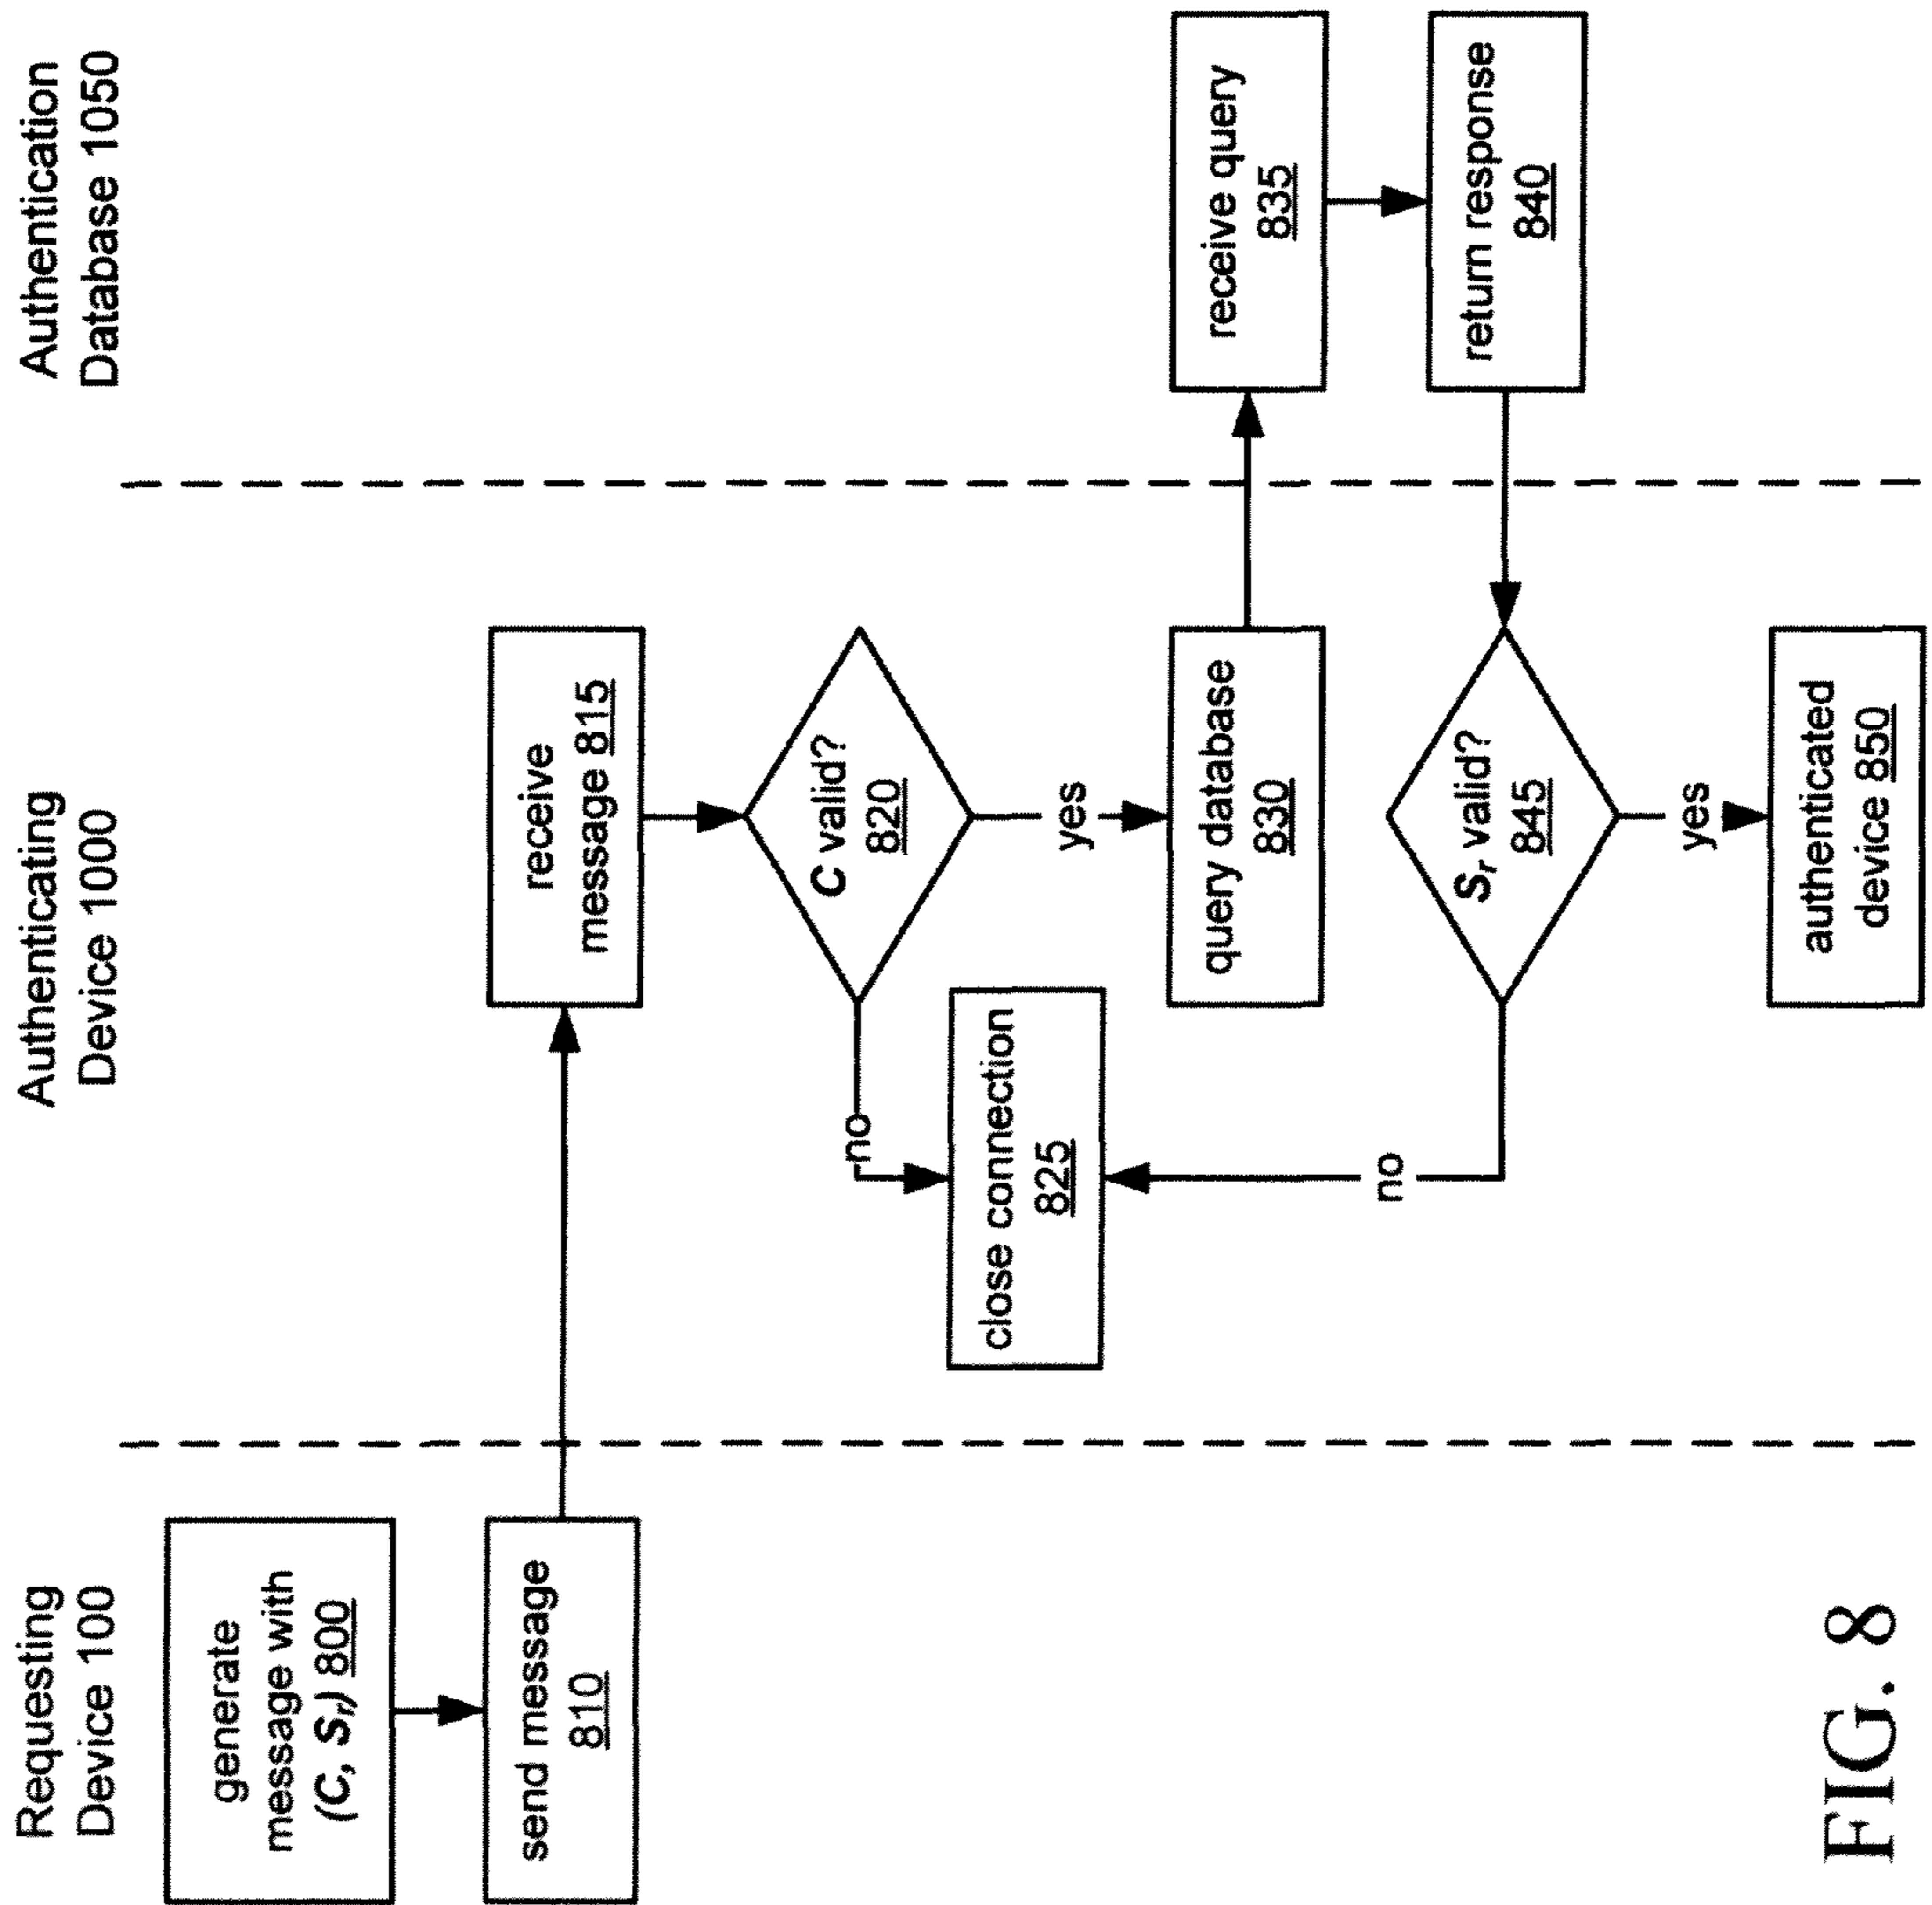 Requesting
Device 100
Authenticating
Device 1000
Authentication
Database 1050
generate
message with
(C, Sr) 800
send message
810
receive
message 815
C valid?
820
no
yes
close connection
825
query database
830
receive query
835
return response
840
Sr valid?
845
no
yes
authenticated
device 850
FIG. 8